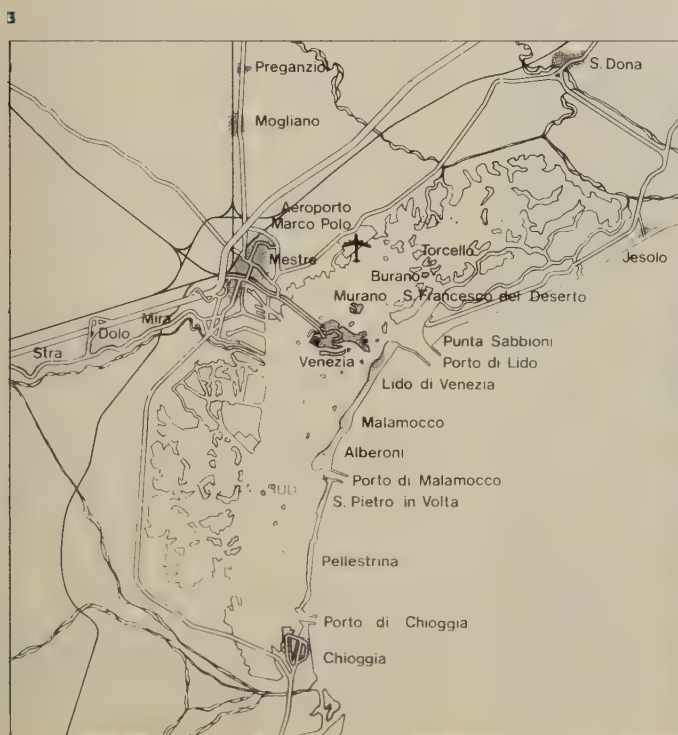 3
Preganziol
S. Dona
Mogliano
Aeroporto
Marco Polo
Mestre
Torcello
Jesolo
Burano
Murano
S. Francesco del Deserto
Mira
Dolo
Stra
Venezia
Punta Sabbioni
Porto di Lido
Lido di Venezia
Malamocco
Alberoni
Porto di Malamocco
S. Pietro in Volta
Pellestrina
Porto di Chioggia
Chioggia